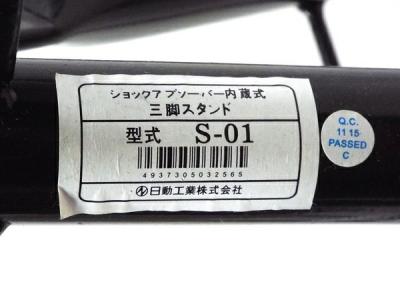 ショックアブソーバー内蔵式
三脚スタンド
型式 S-01
4937305032565
日動工業株式会社
Q.C.
11 15
PASSED
C